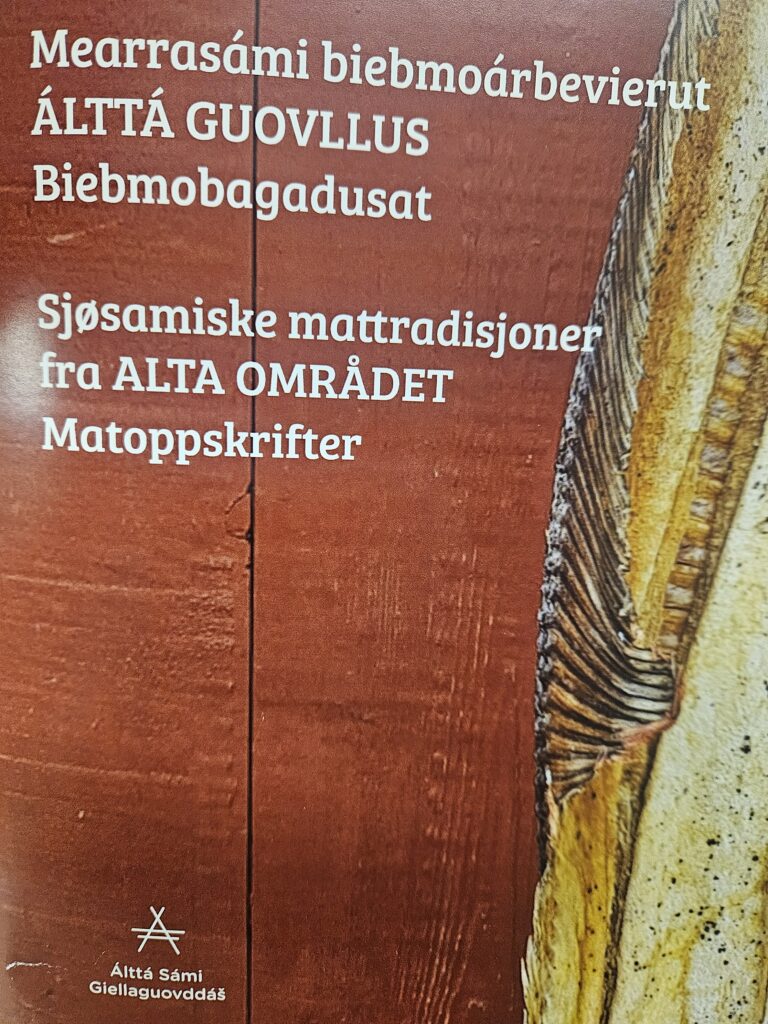 Mearrasámi biebmoárbevierut
ÁLTTÁ GUOVLLUS
Biebmobagadusat
Sjøsamiske mattradisjoner
fra ALTA OMRÅDET
Matoppskrifter
Álttá Sámi
Giellaguovddáš